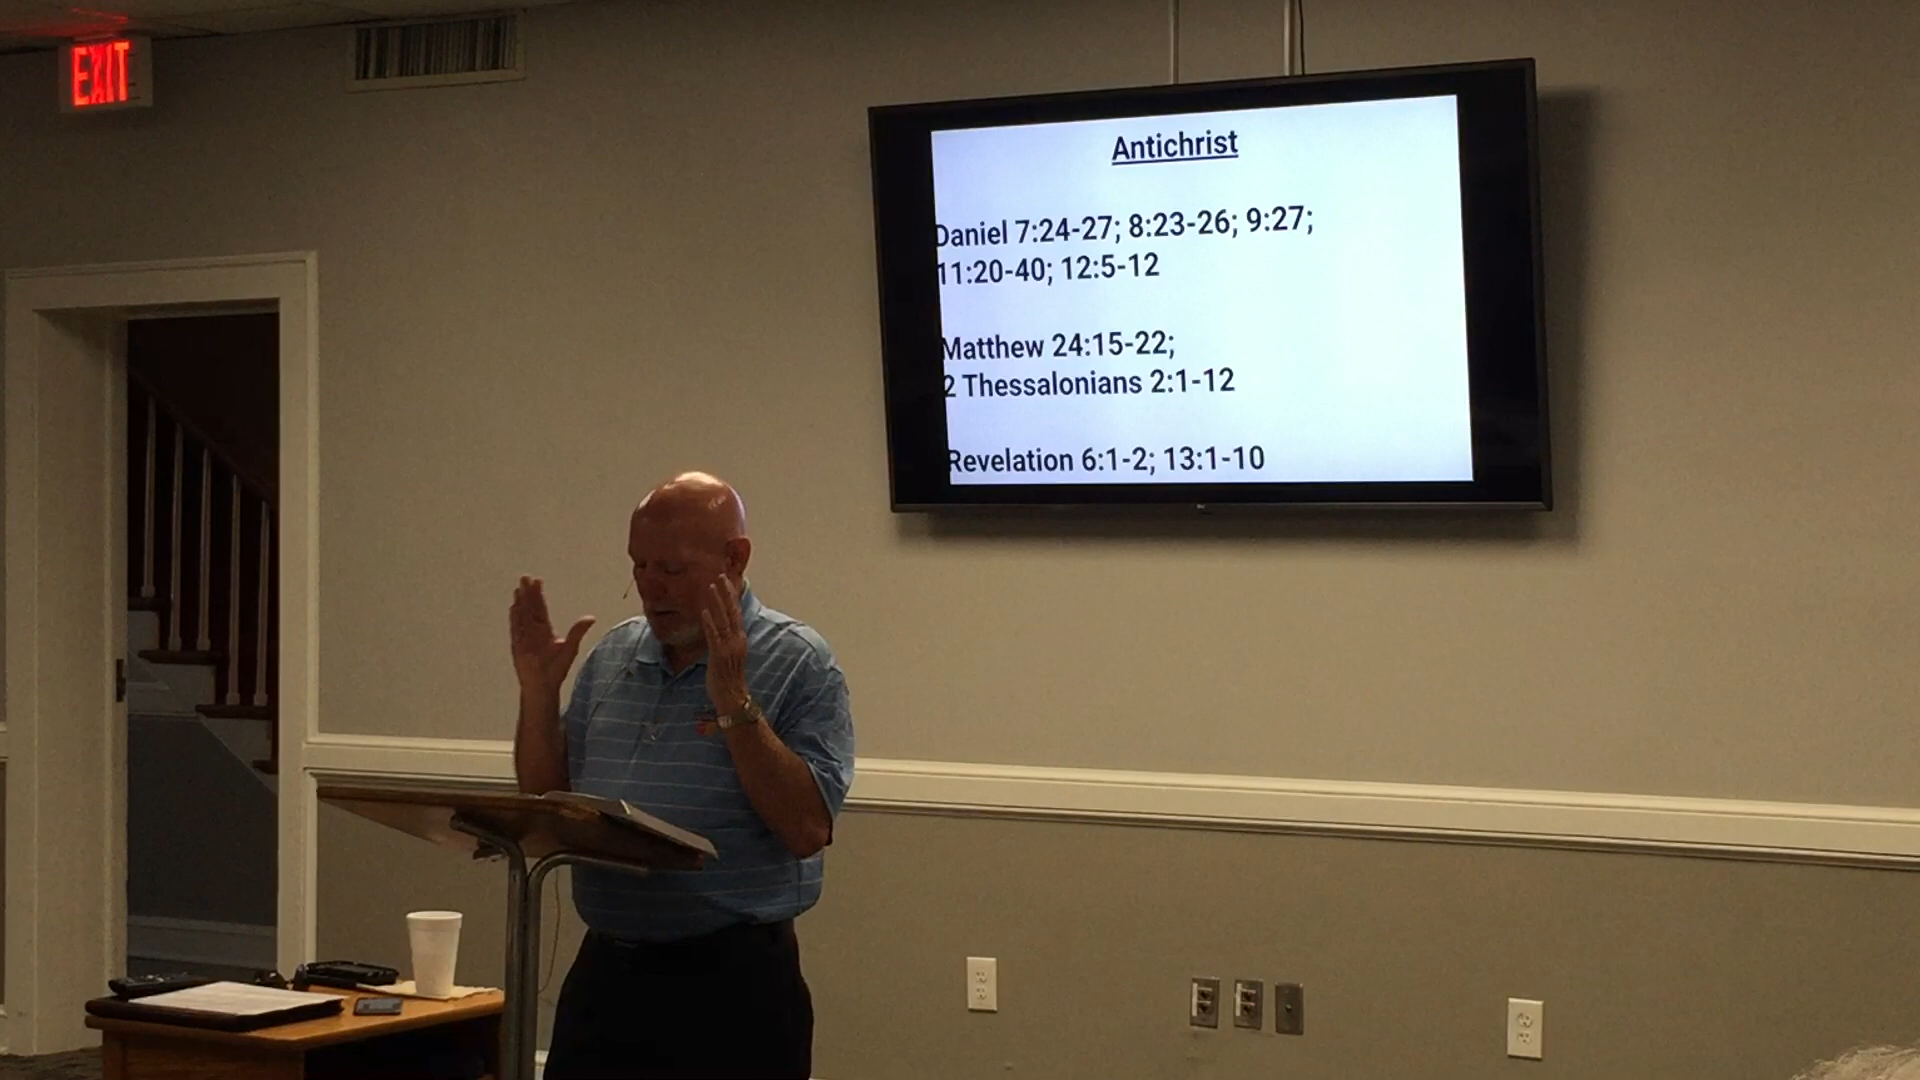 EXIT
Antichrist
Daniel 7:24-27; 8:23-26; 9:27;
11:20-40; 12:5-12
Matthew 24:15-22;
2 Thessalonians 2:1-12
Revelation 6:1-2; 13:1-10